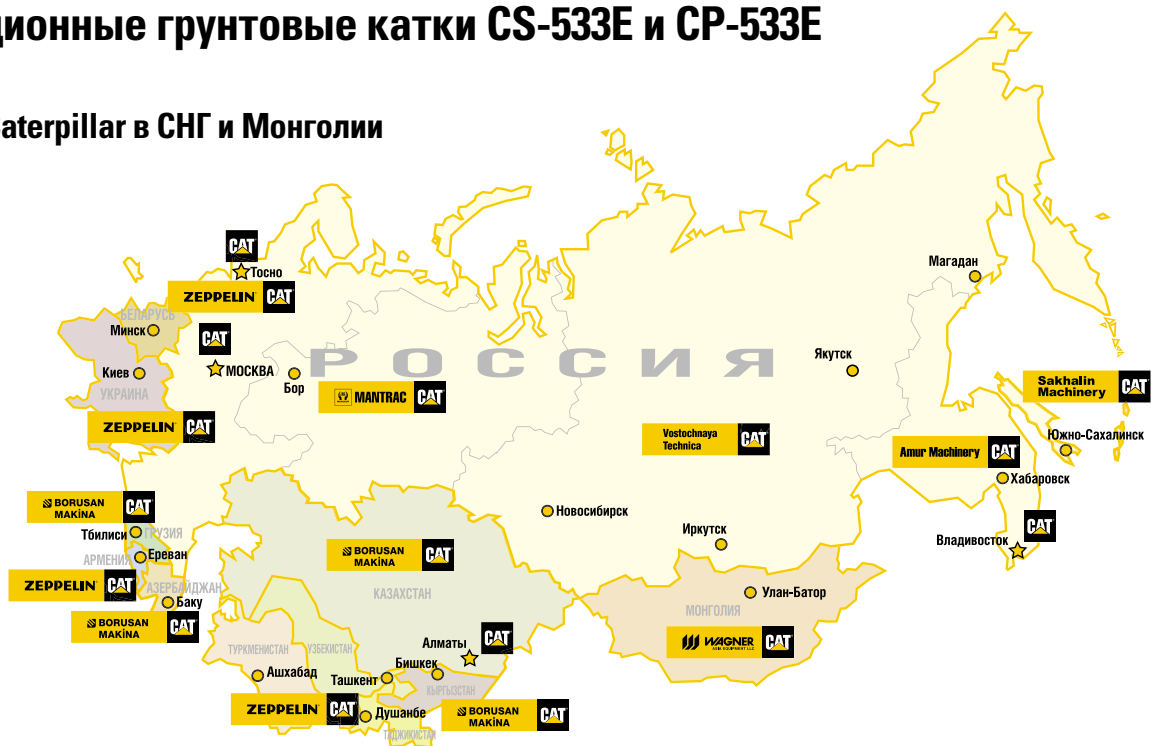 ционные грунтовые катки CS-533E и CP-533E
Caterpillar в СНГ и Монголии
CAT
Тосно
ZEPPELIN CAT
БЕЛАРУСЬ
Минск
CAT
МОСКВА
Киев
УКРАИНА
ZEPPELIN CAT
Бор
MANTRAC CAT
РОССИЯ
Магадан
Якутск
Vostochnaya
Technica
CAT
Sakhalin
Machinery
CAT
Южно-Сахалинск
Amur Machinery CAT
Хабаровск
CAT
Владивосток
Новосибирск
Иркутск
BORUSAN
MAKİNA
CAT
Тбилиси
ГРУЗИЯ
АРМЕНИЯ
Ереван
ZEPPELIN CAT
АЗЕРБАЙДЖАН
Баку
BORUSAN
MAKİNA
CAT
BORUSAN
MAKİNA
CAT
КАЗАХСТАН
Алматы
CAT
Улан-Батор
МОНГОЛИЯ
WAGNER
ASIA EQUIPMENT LLC
CAT
ТУРКМЕНИСТАН
УЗБЕКИСТАН
Ашхабад
Ташкент
Бишкек
КЫРГЫЗСТАН
ZEPPELIN CAT
Душанбе
ТАДЖИКИСТАН
BORUSAN
MAKİNA
CAT